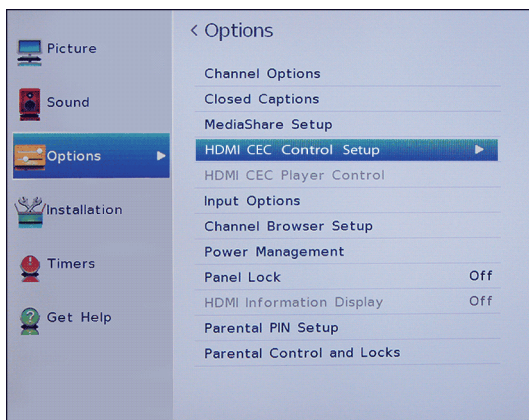 < Options
Picture
Sound
Options
Installation
Timers
Get Help
Channel Options
Closed Captions
MediaShare Setup
HDMI CEC Control Setup
HDMI CEC Player Control
Input Options
Channel Browser Setup
Power Management
Panel Lock Off
HDMI Information Display Off
Parental PIN Setup
Parental Control and Locks